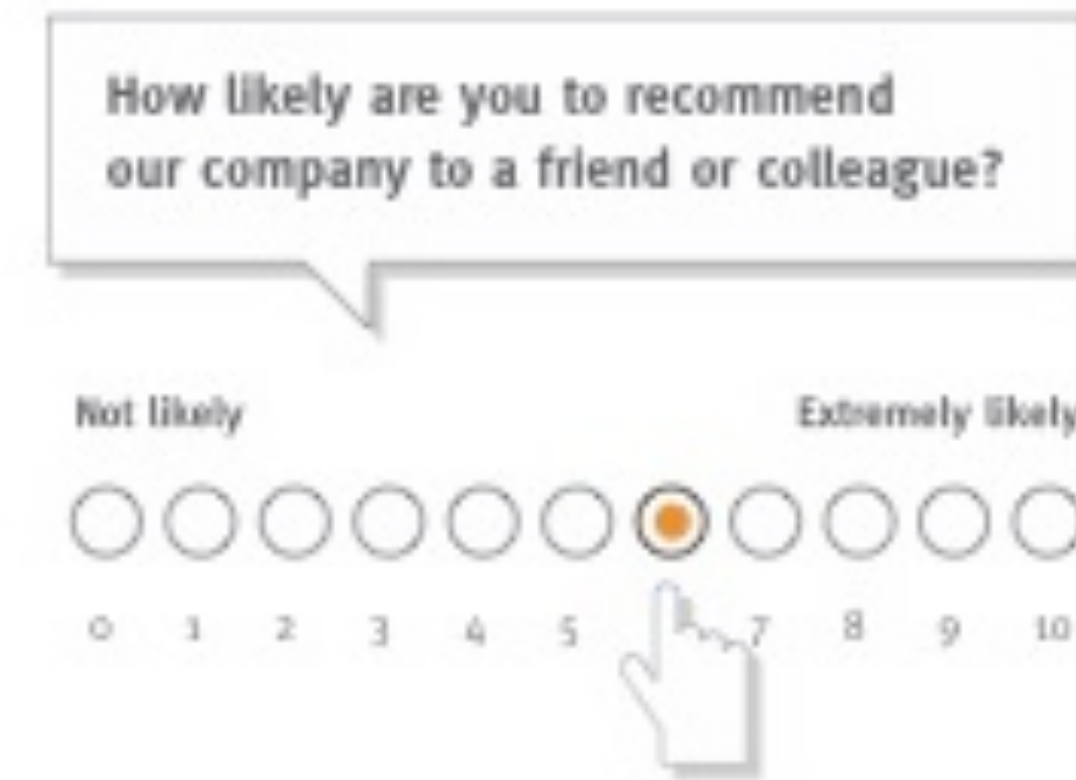 How likely are you to recommend
our company to a friend or colleague?
Not likely Extremely likely
0 1 2 3 4 5 7 8 9 10